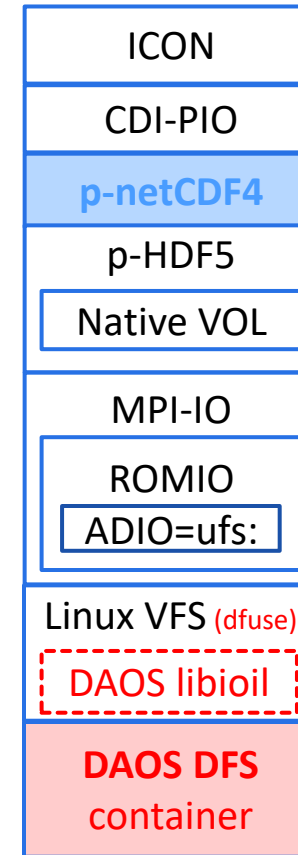 ICON
CDI-PIO
p-netCDF4
p-HDF5
Native VOL
MPI-IO
ROMIO
ADIO=ufs:
Linux VFS (dfuse)
DAOS libioil
DAOS DFS
container